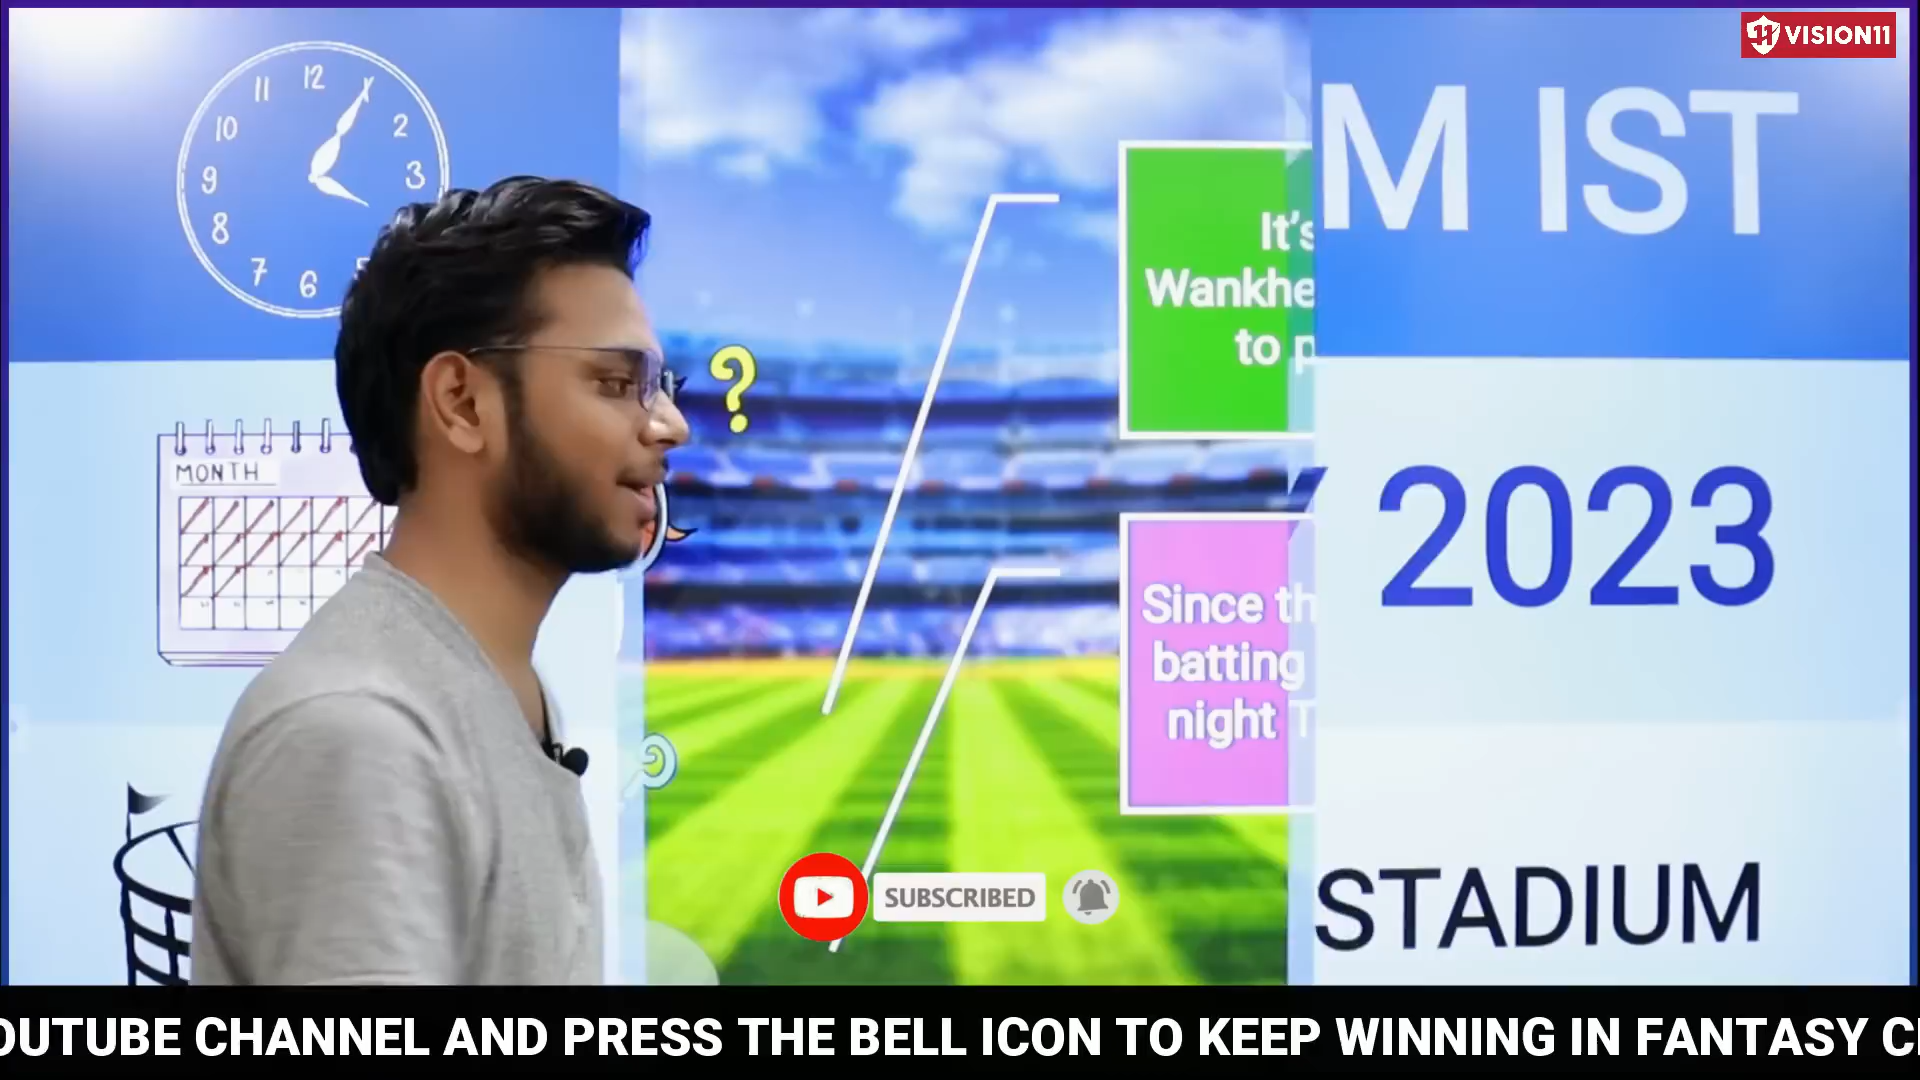 VISION11
M IST
12
11
10
2
9
3
8
7
6
It's
Wankhe
to p
MONTH
2023
Since th
batting
night T
SUBSCRIBED
STADIUM
OUTUBE CHANNEL AND PRESS THE BELL ICON TO KEEP WINNING IN FANTASY C